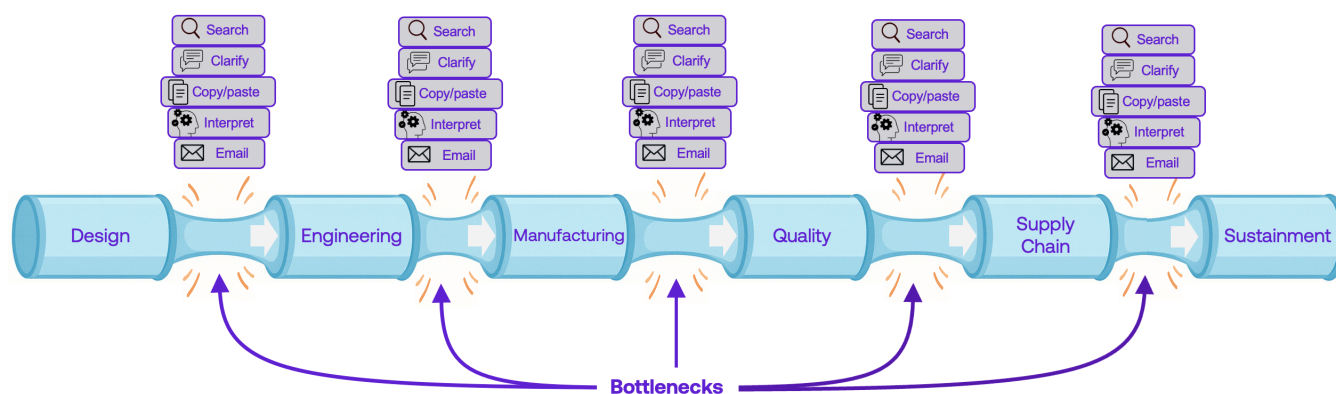 Search
Clarify
Copy/paste
Interpret
Email
Search
Clarify
Copy/paste
Interpret
Email
Search
Clarify
Copy/paste
Interpret
Email
Search
Clarify
Copy/paste
Interpret
Email
Search
Clarify
Copy/paste
Interpret
Email
Design
Engineering
Manufacturing
Quality
Supply
Chain
Sustainment
Bottlenecks